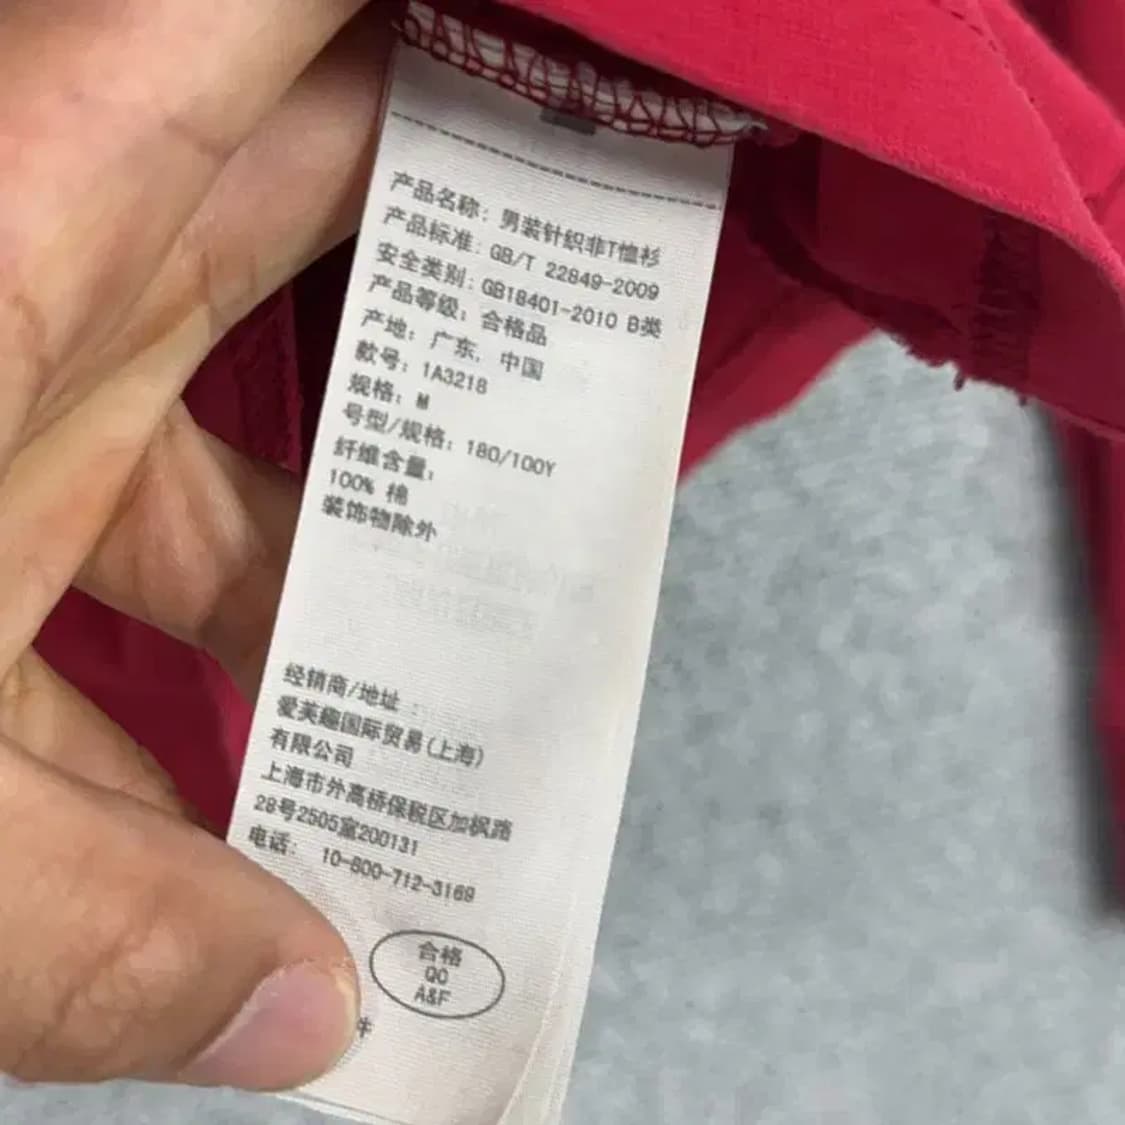 产品名称：男装针织非T恤衫
产品标准：GB/T 22849-2009
安全类别：GB18401-2010 B类
产品等级：合格品
产地：广东，中国
款号：1A3218
规格：M
号型/规格：180/100Y
纤维含量：
100% 棉
装饰物除外
经销商/地址：
爱芙趣国际贸易(上海)
有限公司
上海市外高桥保税区加枫路
28号2505室200131
电话： 10-800-712-3169
合格
QC
A&F
件